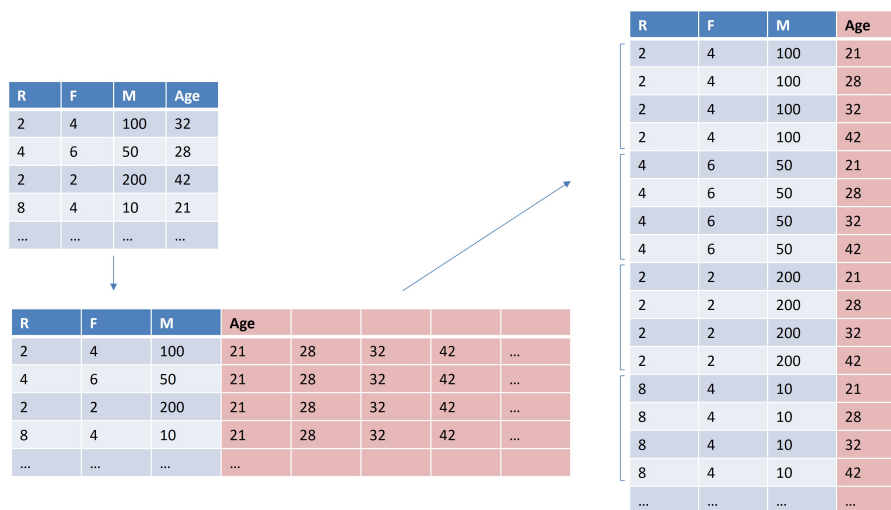 R F M Age
2 4 100 32
4 6 50 28
2 2 200 42
8 4 10 21
… … … …
R F M Age
2 4 100 21 28 32 42 …
4 6 50 21 28 32 42 …
2 2 200 21 28 32 42 …
8 4 10 21 28 32 42 …
… … … …
R F M Age
2 4 100 21
2 4 100 28
2 4 100 32
2 4 100 42
4 6 50 21
4 6 50 28
4 6 50 32
4 6 50 42
2 2 200 21
2 2 200 28
2 2 200 32
2 2 200 42
8 4 10 21
8 4 10 28
8 4 10 32
8 4 10 42
… … … …